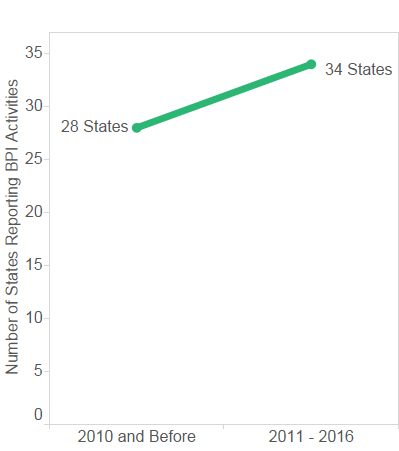 Number of States Reporting BPI Activities
35
30
25
20
15
10
5
0
28 States
34 States
2010 and Before
2011 - 2016